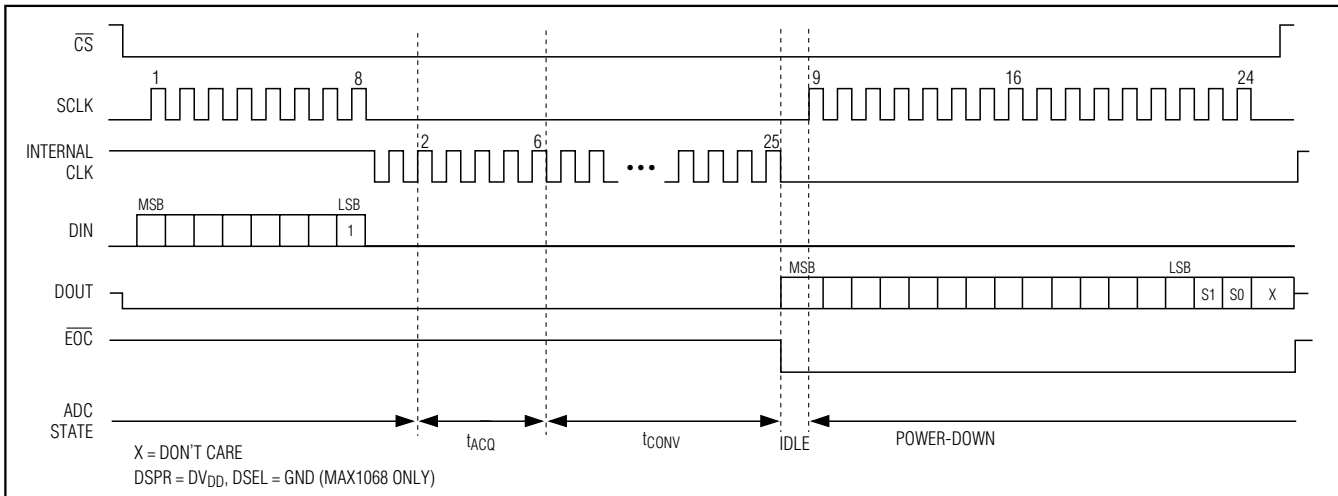 CS
1 8 9 16 24
SCLK
INTERNAL CLK
2 6 ••• 25
MSB LSB
DIN
1
MSB LSB
DOUT
S1 S0 X
EOC
ADC STATE
tACQ tCONV IDLE POWER-DOWN
X = DON'T CARE
DSPR = DVDD, DSEL = GND (MAX1068 ONLY)